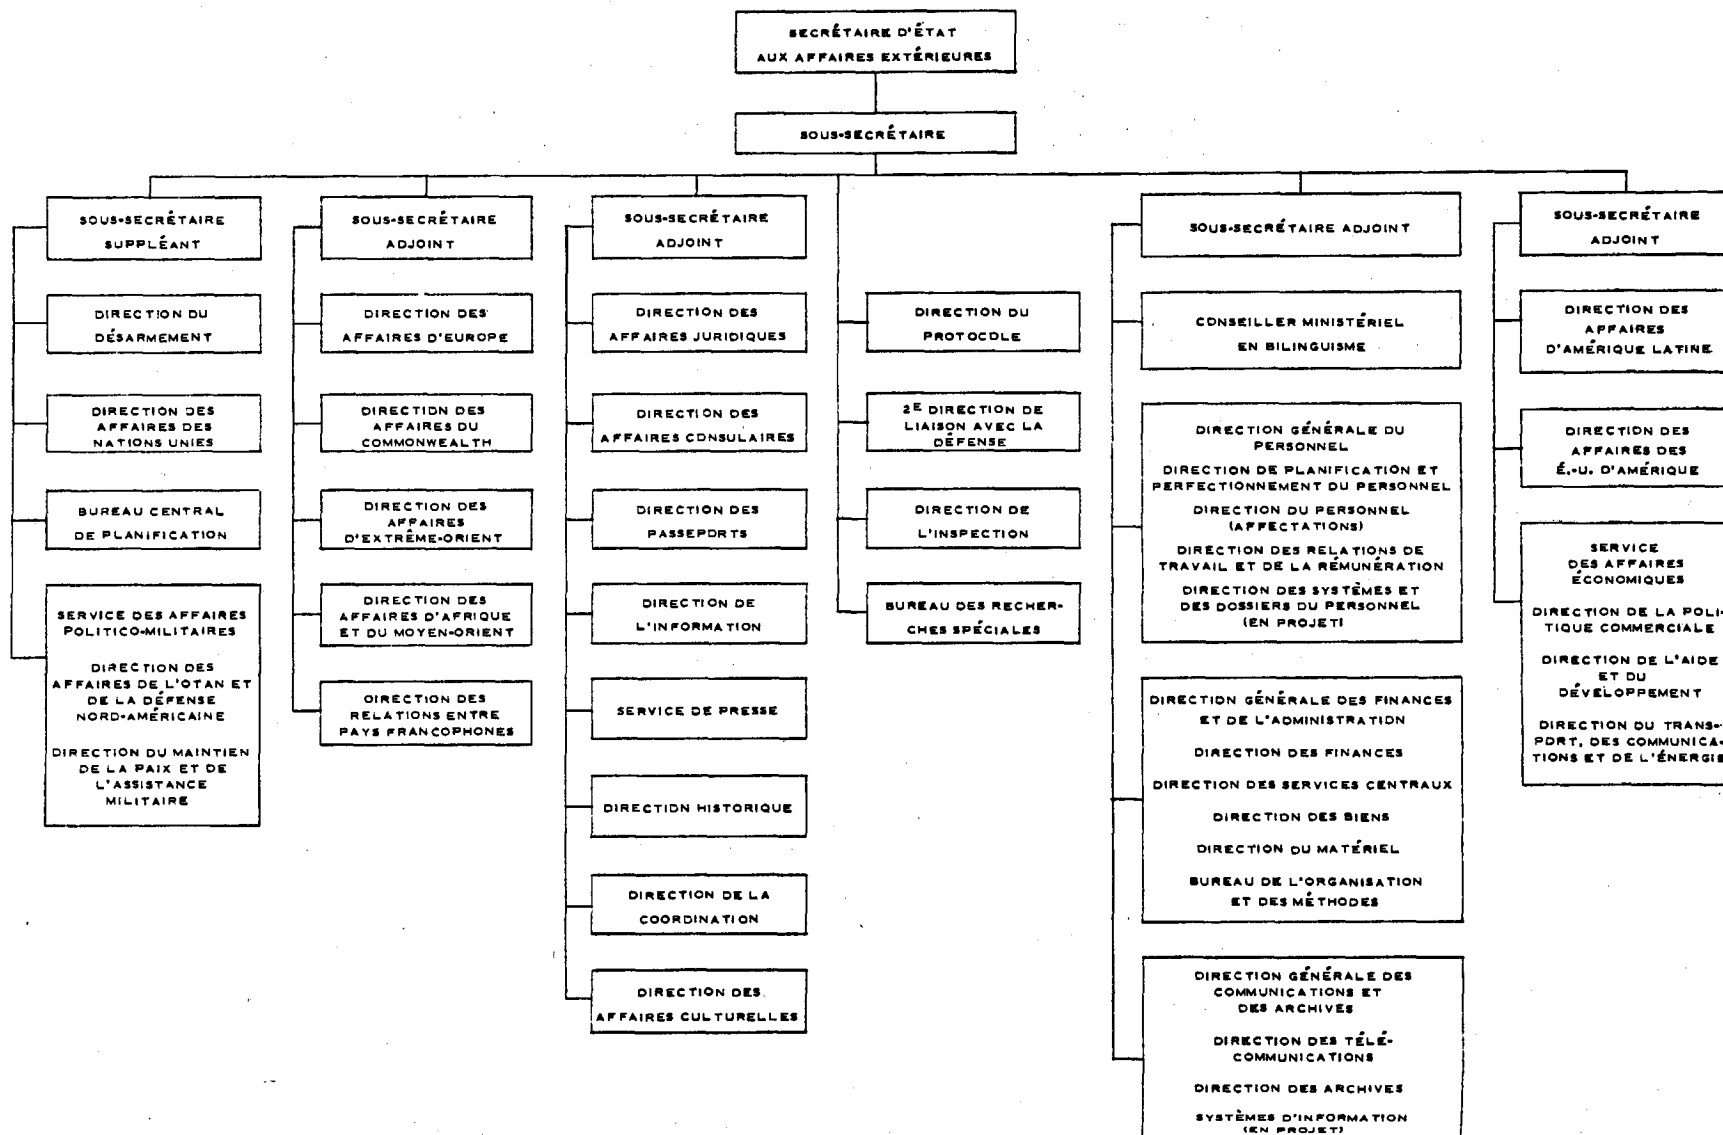 SECRÉTAIRE D'ÉTAT
AUX AFFAIRES EXTÉRIEURES
SOUS-SECRÉTAIRE
SOUS-SECRÉTAIRE
SUPPLÉANT
DIRECTION DU
DÉSARMEMENT
DIRECTION DES
AFFAIRES DES
NATIONS UNIES
BUREAU CENTRAL
DE PLANIFICATION
SERVICE DES AFFAIRES
POLITICO-MILITAIRES
DIRECTION DES
AFFAIRES DE L'OTAN ET
DE LA DÉFENSE
NORD-AMÉRICAINE
DIRECTION DU MAINTIEN
DE LA PAIX ET DE
L'ASSISTANCE
MILITAIRE
SOUS-SECRÉTAIRE
ADJOINT
DIRECTION DES
AFFAIRES D'EUROPE
DIRECTION DES
AFFAIRES DU
COMMONWEALTH
DIRECTION DES
AFFAIRES
D'EXTRÊME-ORIENT
DIRECTION DES
AFFAIRES D'AFRIQUE
ET DU MOYEN-ORIENT
DIRECTION DES
RELATIONS ENTRE
PAYS FRANCOPHONES
SOUS-SECRÉTAIRE
ADJOINT
DIRECTION DES
AFFAIRES JURIDIQUES
DIRECTION DES
AFFAIRES CONSULAIRES
DIRECTION DES
PASSEPORTS
DIRECTION DE
L'INFORMATION
SERVICE DE PRESSE
DIRECTION HISTORIQUE
DIRECTION DE LA
COORDINATION
DIRECTION DES
AFFAIRES CULTURELLES
DIRECTION DU
PROTOCOLE
2E DIRECTION DE
LIAISON AVEC LA
DÉFENSE
DIRECTION DE
L'INSPECTION
BUREAU DES RECHER-
CHES SPÉCIALES
SOUS-SECRÉTAIRE ADJOINT
CONSEILLER MINISTÉRIEL
EN BILINGUISME
DIRECTION GÉNÉRALE DU
PERSONNEL
DIRECTION DE PLANIFICATION ET
PERFECTIONNEMENT DU PERSONNEL
DIRECTION DU PERSONNEL
(AFFECTATIONS)
DIRECTION DES RELATIONS DE
TRAVAIL ET DE LA RÉMUNÉRATION
DIRECTION DES SYSTÈMES ET
DES DOSSIERS DU PERSONNEL
(EN PROJET)
DIRECTION GÉNÉRALE DES FINANCES
ET DE L'ADMINISTRATION
DIRECTION DES FINANCES
DIRECTION DES SERVICES CENTRAUX
DIRECTION DES BIENS
DIRECTION DU MATÉRIEL
BUREAU DE L'ORGANISATION
ET DES MÉTHODES
DIRECTION GÉNÉRALE DES
COMMUNICATIONS ET
DES ARCHIVES
DIRECTION DES TÉLÉ-
COMMUNICATIONS
DIRECTION DES ARCHIVES
SYSTÈMES D'INFORMATION
(EN PROJET)
SOUS-SECRÉTAIRE
ADJOINT
DIRECTION DES
AFFAIRES
D'AMÉRIQUE LATINE
DIRECTION DES
AFFAIRES DES
É.-U. D'AMÉRIQUE
SERVICE
DES AFFAIRES
ÉCONOMIQUES
DIRECTION DE LA POLI-
TIQUE COMMERCIALE
DIRECTION DE L'AIDE
ET DU
DÉVELOPPEMENT
DIRECTION DU TRANS-
PORT, DES COMMUNICA-
TIONS ET DE L'ÉNERGIE